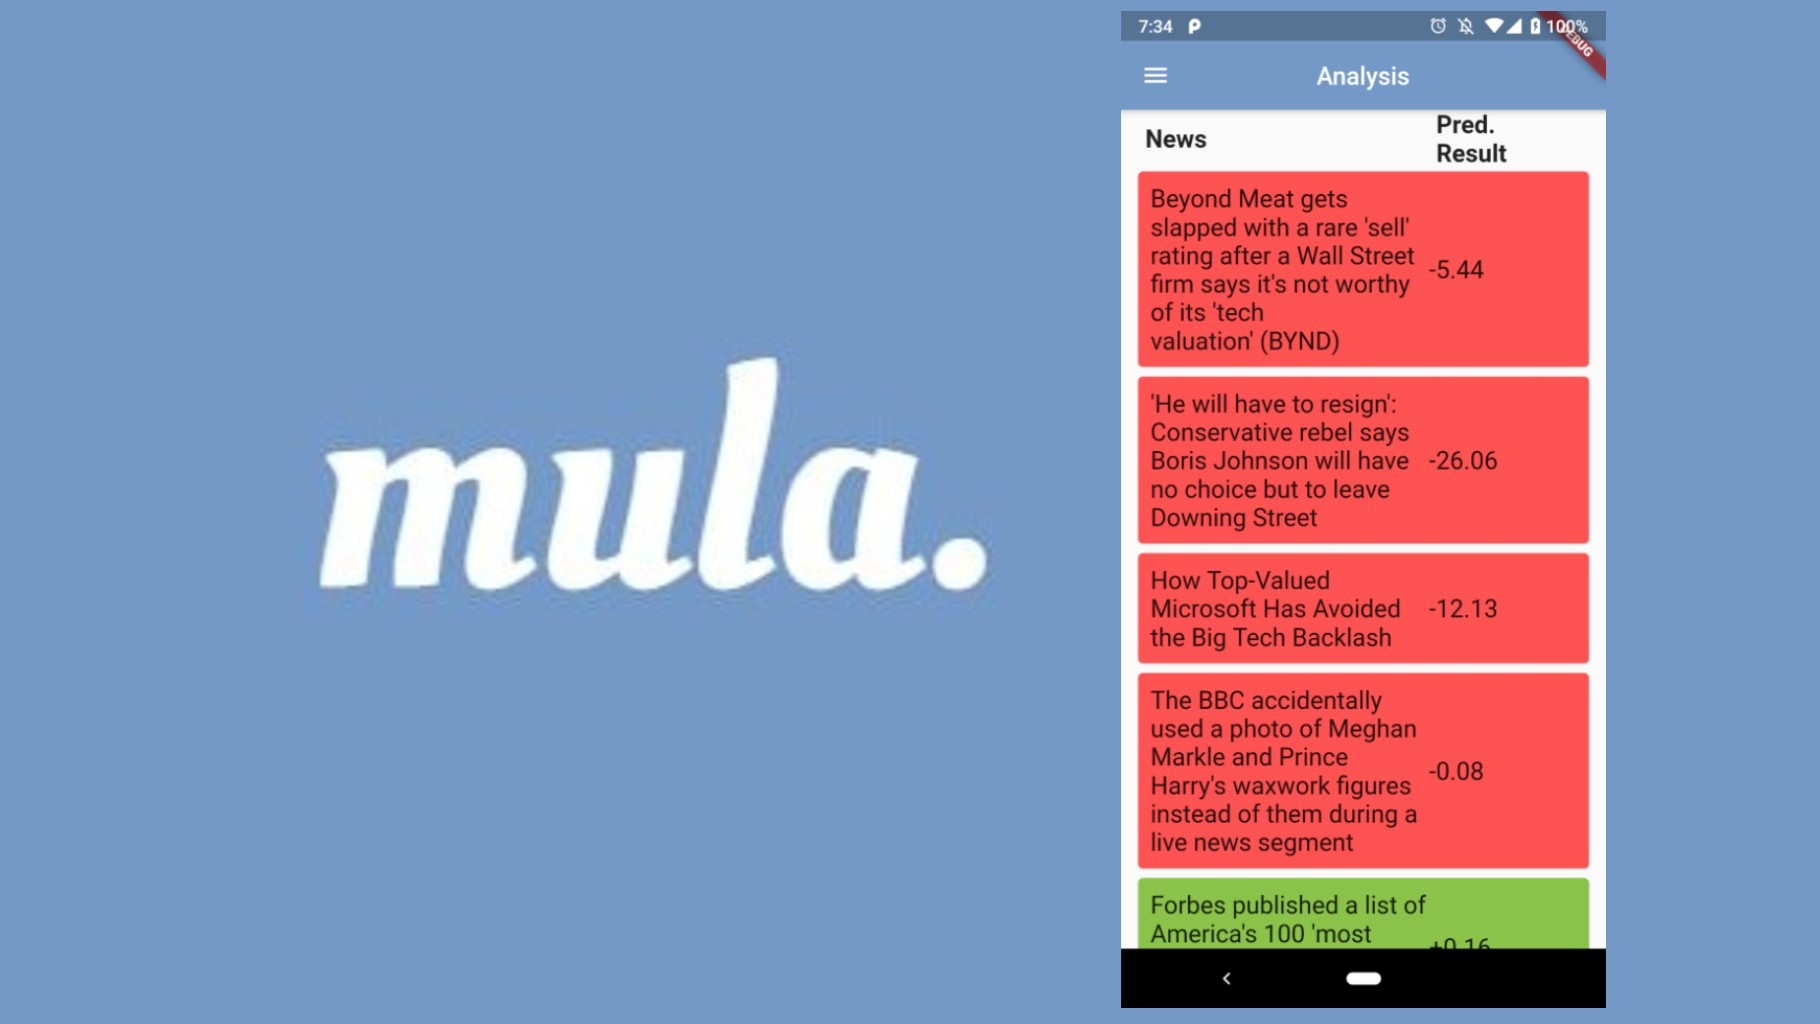 mula.
7:34
100%
DEBUG
Analysis
News
Pred.
Result
Beyond Meat gets
slapped with a rare 'sell'
rating after a Wall Street
firm says it's not worthy
of its 'tech
valuation' (BYND)
-5.44
'He will have to resign':
Conservative rebel says
Boris Johnson will have
no choice but to leave
Downing Street
-26.06
How Top-Valued
Microsoft Has Avoided
the Big Tech Backlash
-12.13
The BBC accidentally
used a photo of Meghan
Markle and Prince
Harry's waxwork figures
instead of them during a
live news segment
-0.08
Forbes published a list of
America's 100 'most
+0.16